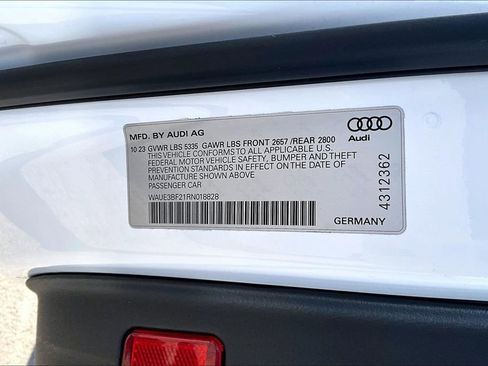 MFD. BY AUDI AG
10 23 GVWR LBS 5335 GAWR LBS FRONT 2657 /REAR 2800
THIS VEHICLE CONFORMS TO ALL APPLICABLE U.S.
FEDERAL MOTOR VEHICLE SAFETY, BUMPER AND THEFT
PREVENTION STANDARDS IN EFFECT ON THE DATE OF
MANUFACTURE SHOWN ABOVE.
PASSENGER CAR
WAUE3BF21RN018828
Audi
4312362
GERMANY